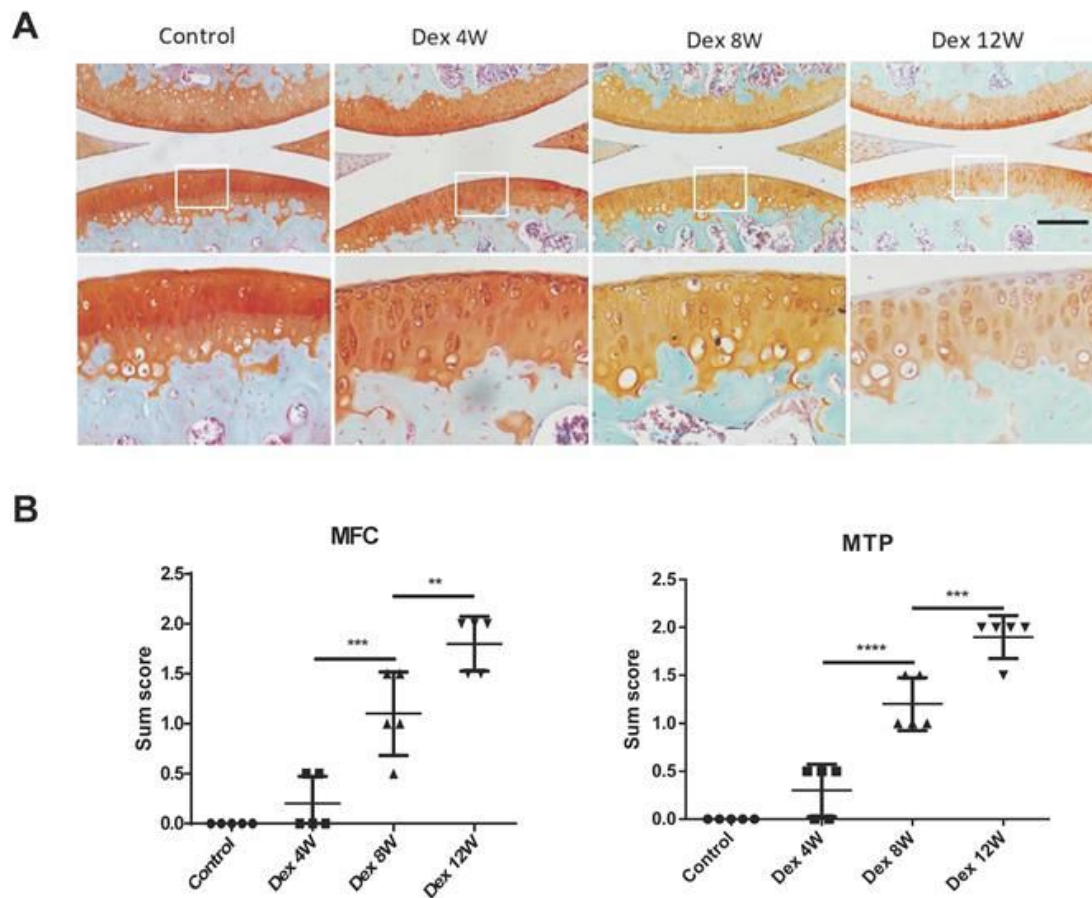 A
Control Dex 4W Dex 8W Dex 12W
B
MFC
Sum score
2.5
2.0
1.5
1.0
0.5
0.0
** 
***
Control Dex 4W Dex 8W Dex 12W
MTP
Sum score
2.5
2.0
1.5
1.0
0.5
0.0
***
****
Control Dex 4W Dex 8W Dex 12W